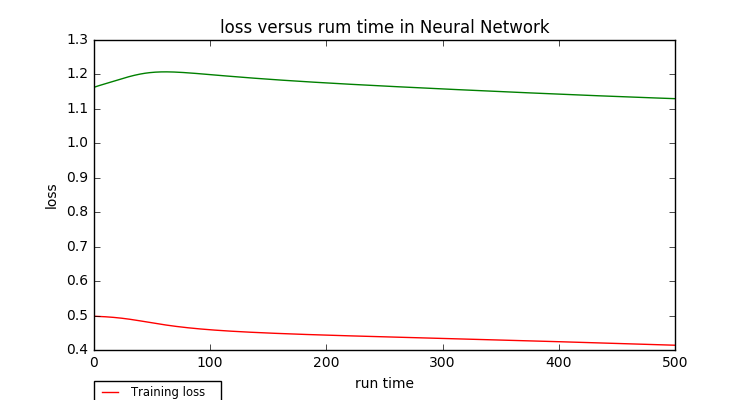 loss versus rum time in Neural Network
1.3
1.2
1.1
1.0
0.9
0.8
0.7
0.6
0.5
0.4
loss
0 100 200 300 400 500
run time
Training loss